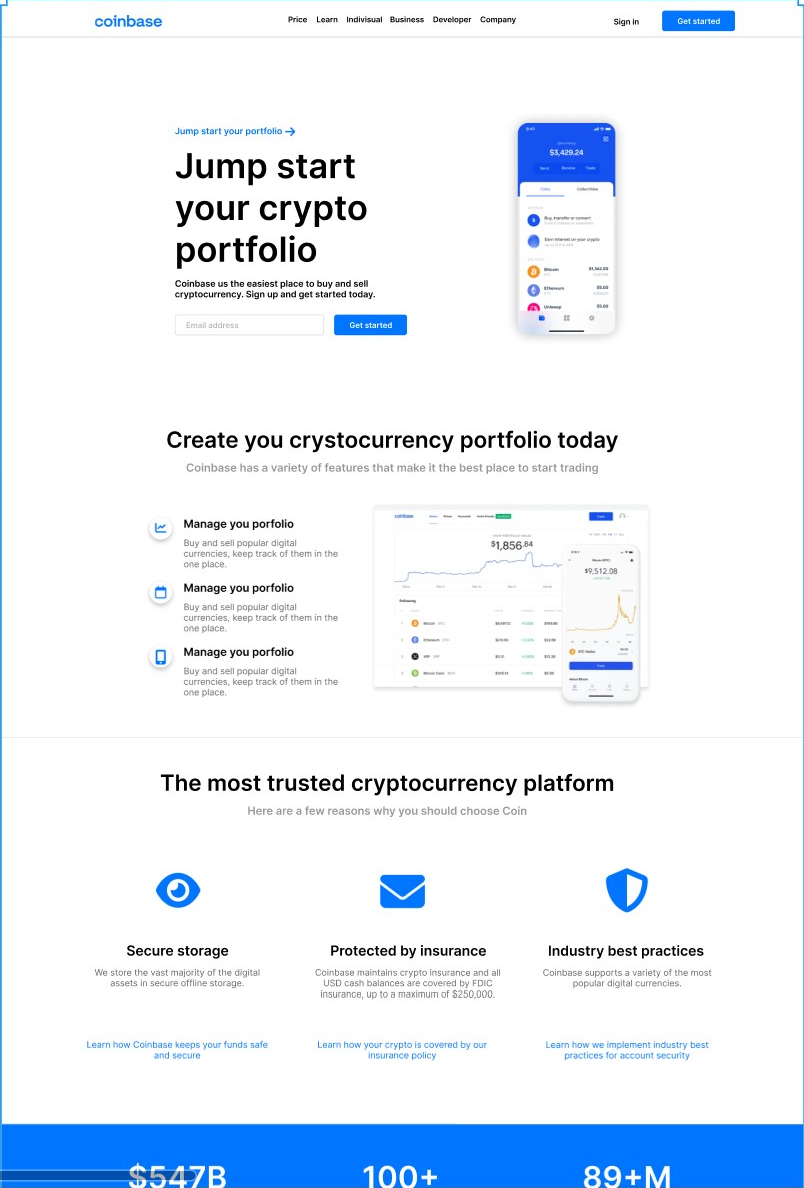 coinbase
Price Learn Indivisual Business Developer Company
Sign in
Get started
Jump start your portfolio →
Jump start
your crypto
portfolio
Coinbase us the easiest place to buy and sell
cryptocurrency. Sign up and get started today.
Email address
Get started
$3,429.24
Send Receive Trade
Coins Collectibles
Buy, transfer or convert
Earn interest on your crypto
Bitcoin $1,362.00
Ethereum $5.00
Uniswap $5.00
Create you crystocurrency portfolio today
Coinbase has a variety of features that make it the best place to start trading
Manage you porfolio
Buy and sell popular digital
currencies, keep track of them in the
one place.
Manage you porfolio
Buy and sell popular digital
currencies, keep track of them in the
one place.
Manage you porfolio
Buy and sell popular digital
currencies, keep track of them in the
one place.
coinbase
$1,856.84
Following
Bitcoin
Ethereum
XRP
Bitcoin Cash
$9,512.08
BTC Wallet
Trade
About Bitcoin
The most trusted cryptocurrency platform
Here are a few reasons why you should choose Coin
Secure storage
We store the vast majority of the digital
assets in secure offline storage.
Learn how Coinbase keeps your funds safe
and secure
Protected by insurance
Coinbase maintains crypto insurance and all
USD cash balances are covered by FDIC
insurance, up to a maximum of $250,000.
Learn how your crypto is covered by our
insurance policy
Industry best practices
Coinbase supports a variety of the most
popular digital currencies.
Learn how we implement industry best
practices for account security
$547B
100+
89+M